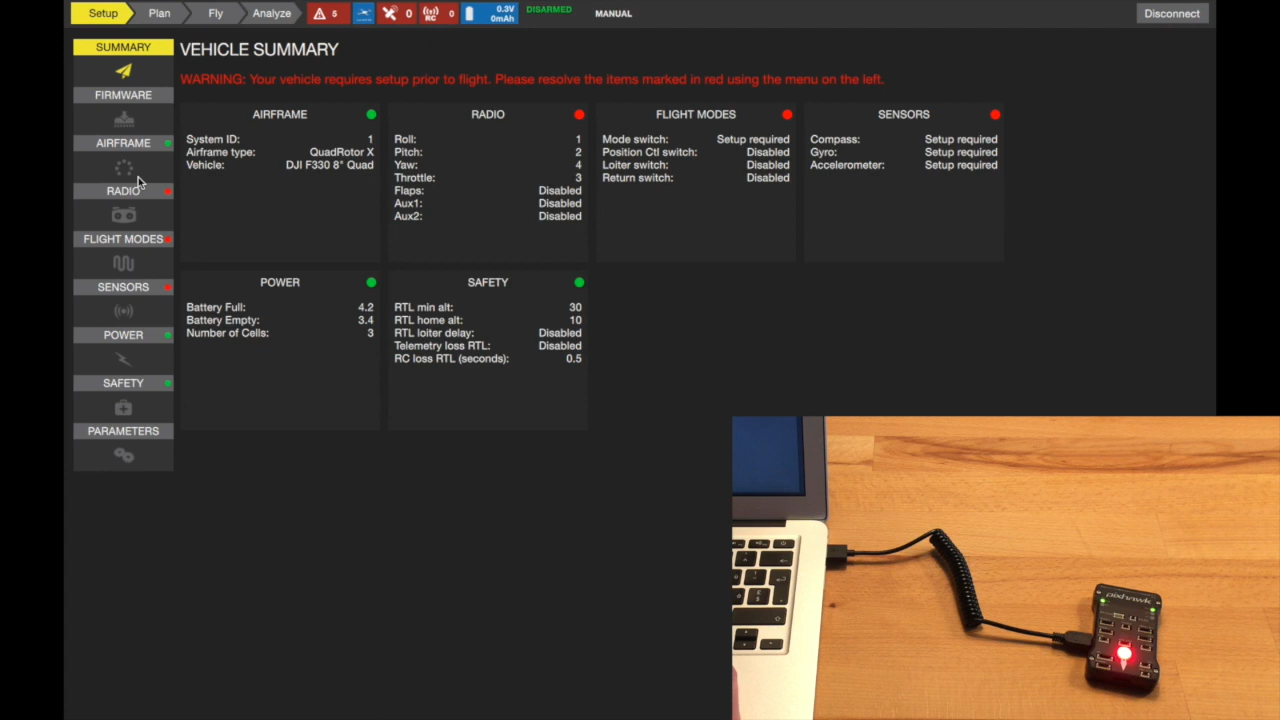 Setup Plan Fly Analyze 5 0 RC 0 0.3V 0mAh DISARMED MANUAL Disconnect
SUMMARY
FIRMWARE
AIRFRAME
RADIO
FLIGHT MODES
SENSORS
POWER
SAFETY
PARAMETERS
VEHICLE SUMMARY
WARNING: Your vehicle requires setup prior to flight. Please resolve the items marked in red using the menu on the left.
AIRFRAME
System ID: 1
Airframe type: QuadRotor X
Vehicle: DJI F330 8" Quad
RADIO
Roll: 1
Pitch: 2
Yaw: 4
Throttle: 3
Flaps: Disabled
Aux1: Disabled
Aux2: Disabled
FLIGHT MODES
Mode switch: Setup required
Position Ctl switch: Disabled
Loiter switch: Disabled
Return switch: Disabled
SENSORS
Compass: Setup required
Gyro: Setup required
Accelerometer: Setup required
POWER
Battery Full: 4.2
Battery Empty: 3.4
Number of Cells: 3
SAFETY
RTL min alt: 30
RTL home alt: 10
RTL loiter delay: Disabled
Telemetry loss RTL: Disabled
RC loss RTL (seconds): 0.5
pixhawk